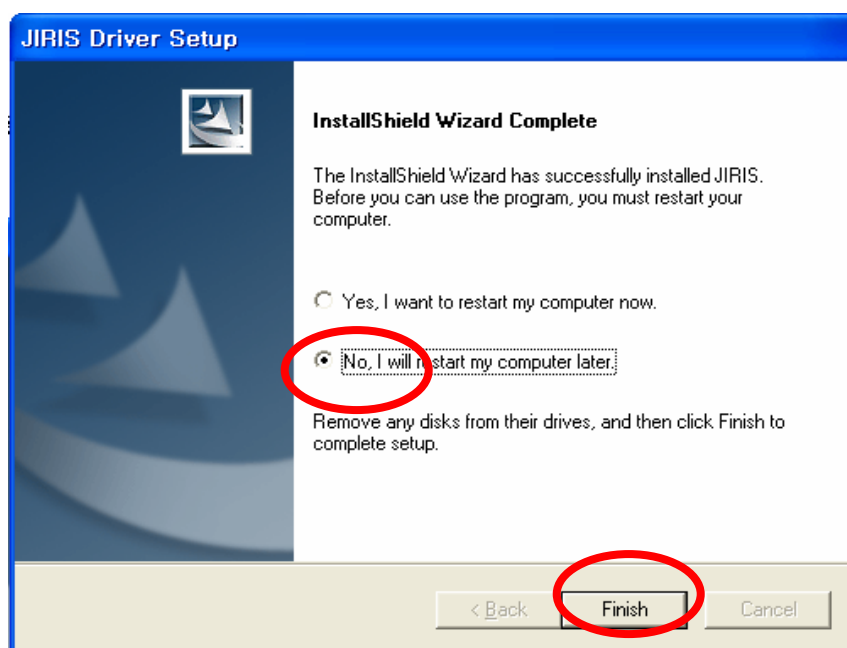 JIRIS Driver Setup
InstallShield Wizard Complete
The InstallShield Wizard has successfully installed JIRIS.
Before you can use the program, you must restart your
computer.
Yes, I want to restart my computer now.
No, I will restart my computer later.
Remove any disks from their drives, and then click Finish to
complete setup.
< Back Finish Cancel